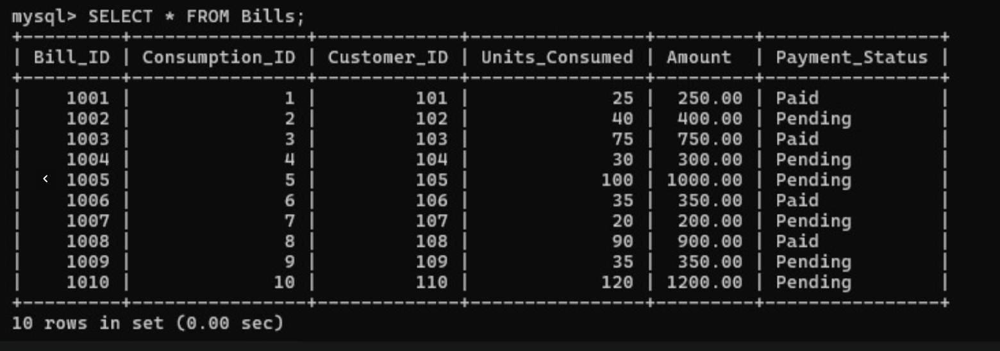 mysql> SELECT * FROM Bills;
+---------+----------------+-------------+----------------+---------+----------------+
| Bill_ID | Consumption_ID | Customer_ID | Units_Consumed | Amount  | Payment_Status |
+---------+----------------+-------------+----------------+---------+----------------+
|    1001 |              1 |         101 |             25 |  250.00 | Paid           |
|    1002 |              2 |         102 |             40 |  400.00 | Pending        |
|    1003 |              3 |         103 |             75 |  750.00 | Paid           |
|    1004 |              4 |         104 |             30 |  300.00 | Pending        |
|    1005 |              5 |         105 |            100 | 1000.00 | Pending        |
|    1006 |              6 |         106 |             35 |  350.00 | Paid           |
|    1007 |              7 |         107 |             20 |  200.00 | Pending        |
|    1008 |              8 |         108 |             90 |  900.00 | Paid           |
|    1009 |              9 |         109 |             35 |  350.00 | Pending        |
|    1010 |             10 |         110 |            120 | 1200.00 | Pending        |
+---------+----------------+-------------+----------------+---------+----------------+
10 rows in set (0.00 sec)